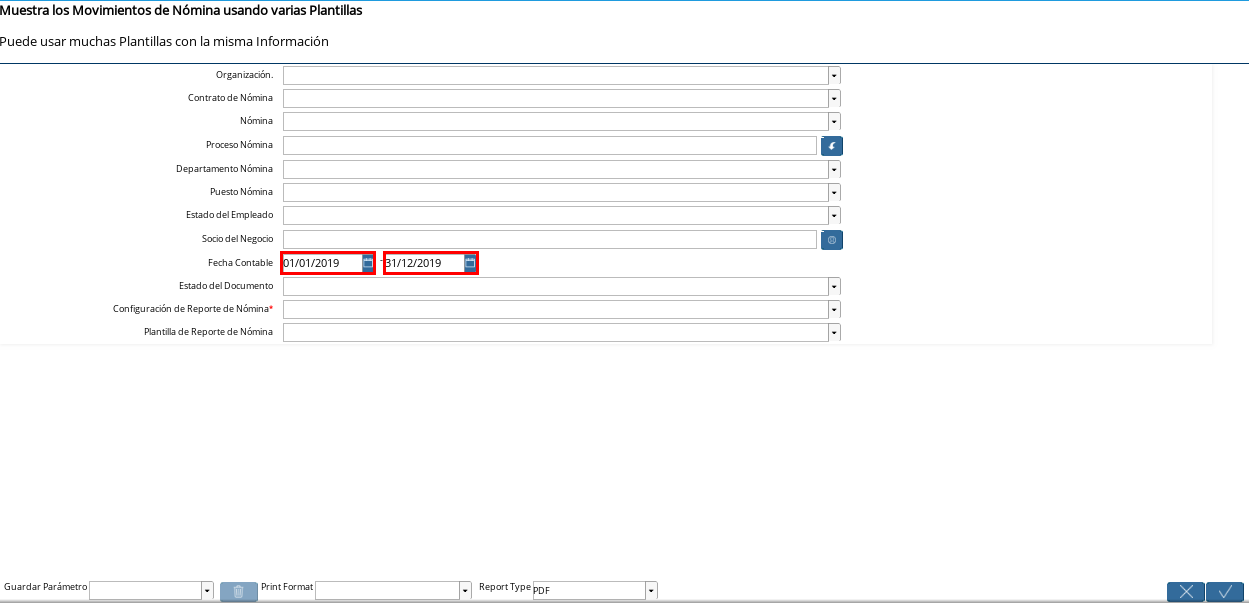 Muestra los Movimientos de Nómina usando varias Plantillas
Puede usar muchas Plantillas con la misma Información
Organización.
Contrato de Nómina
Nómina
Proceso Nómina
Departamento Nómina
Puesto Nómina
Estado del Empleado
Socio del Negocio
Fecha Contable 01/01/2019 - 31/12/2019
Estado del Documento
Configuración de Reporte de Nómina*
Plantilla de Reporte de Nómina
Guardar Parámetro Print Format Report Type PDF